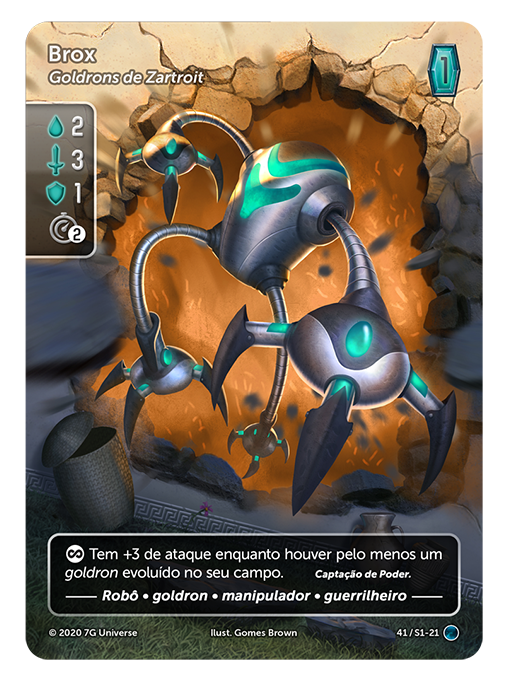 Brox
Goldrons de Zartroit
1
2
3
1
2
∞ Tem +3 de ataque enquanto houver pelo menos um
goldron evoluído no seu campo. Captação de Poder.
Robô • goldron • manipulador • guerrilheiro
© 2020 7G Universe Ilust. Gomes Brown 41/S1-21